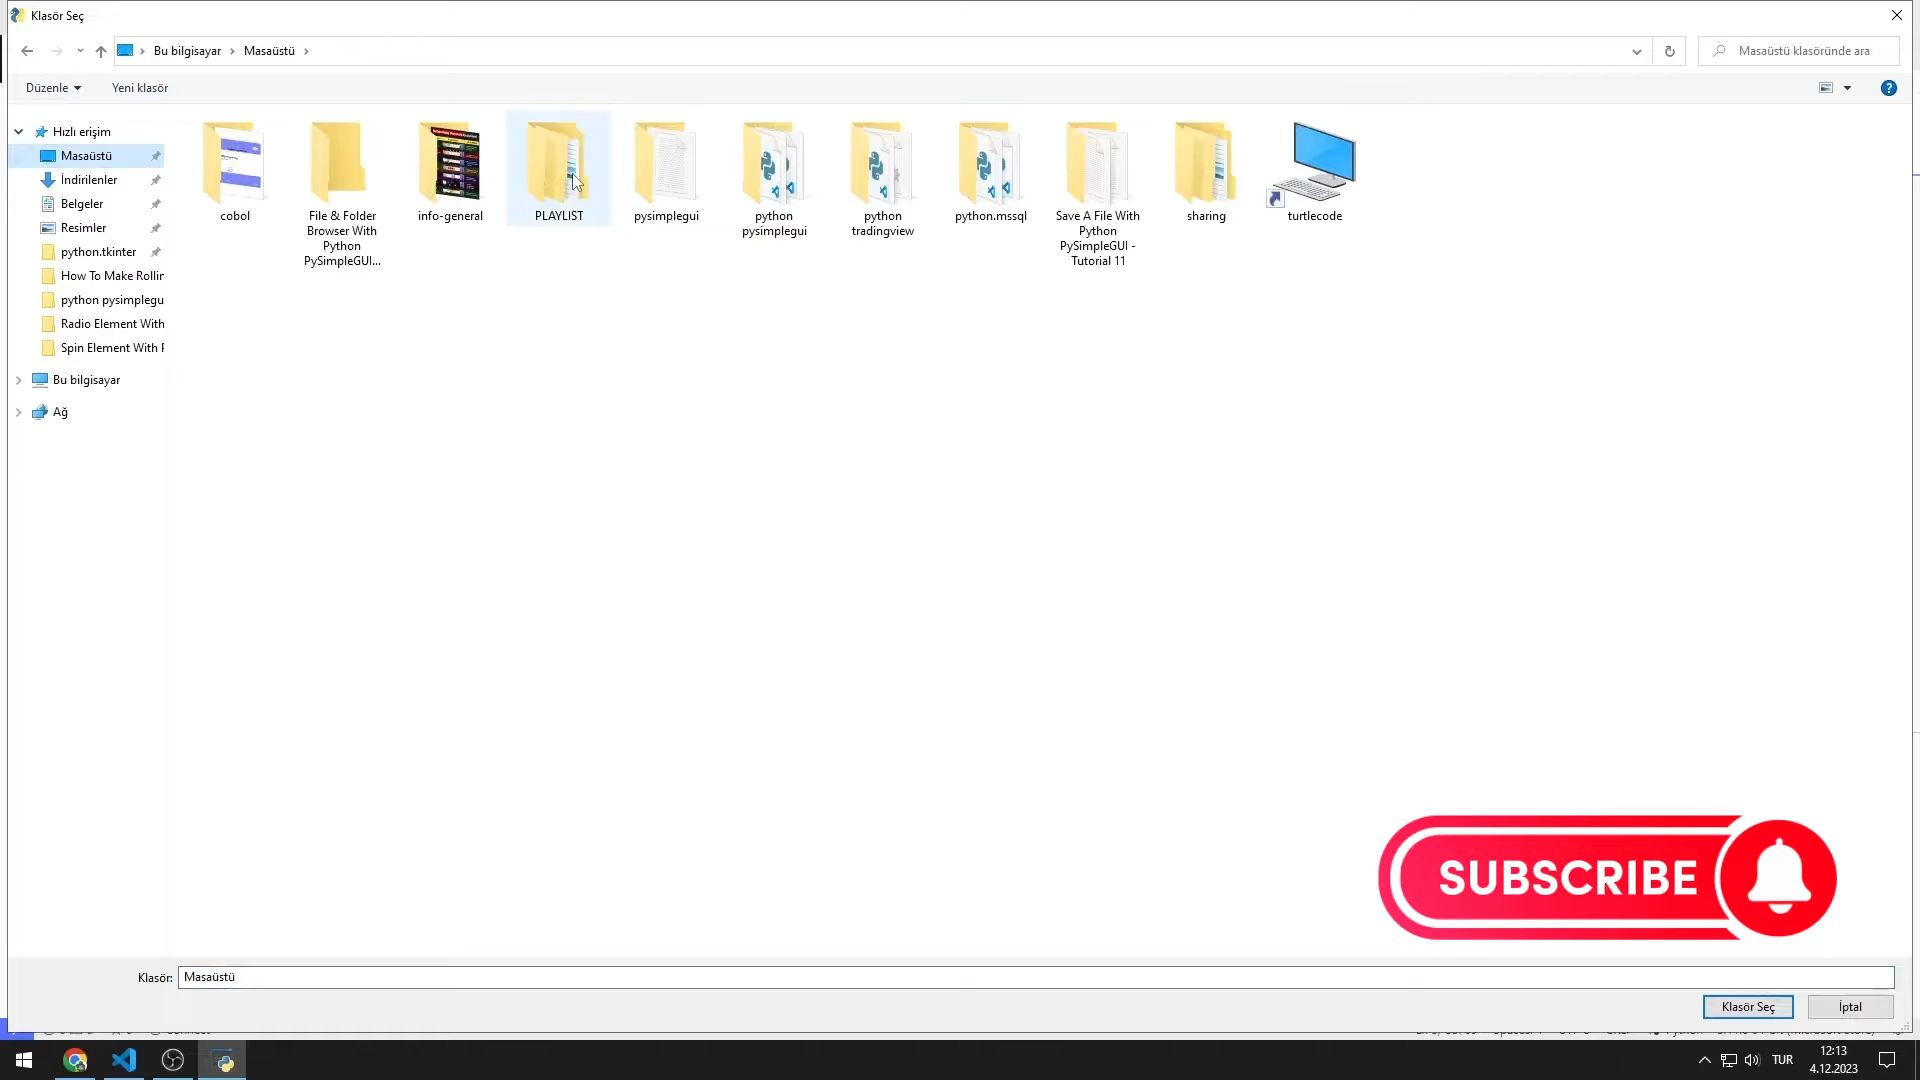 Klasör Seç
Bu bilgisayar
Masaüstü
Masaüstü klasöründe ara
Düzenle
Yeni klasör
Hızlı erişim
Masaüstü
İndirilenler
Belgeler
Resimler
python.tkinter
How To Make Rollin
python pysimplegu
Radio Element With
Spin Element With P
Bu bilgisayar
Ağ
cobol
File & Folder
Browser With
Python
PySimpleGUI...
info-general
PLAYLIST
pysimplegui
python
pysimplegui
python
tradingview
python.mssql
Save A File With
Python
PySimpleGUI -
Tutorial 11
sharing
turtlecode
SUBSCRIBE
Klasör: Masaüstü
Klasör Seç
İptal
TUR
12:13
4.12.2023